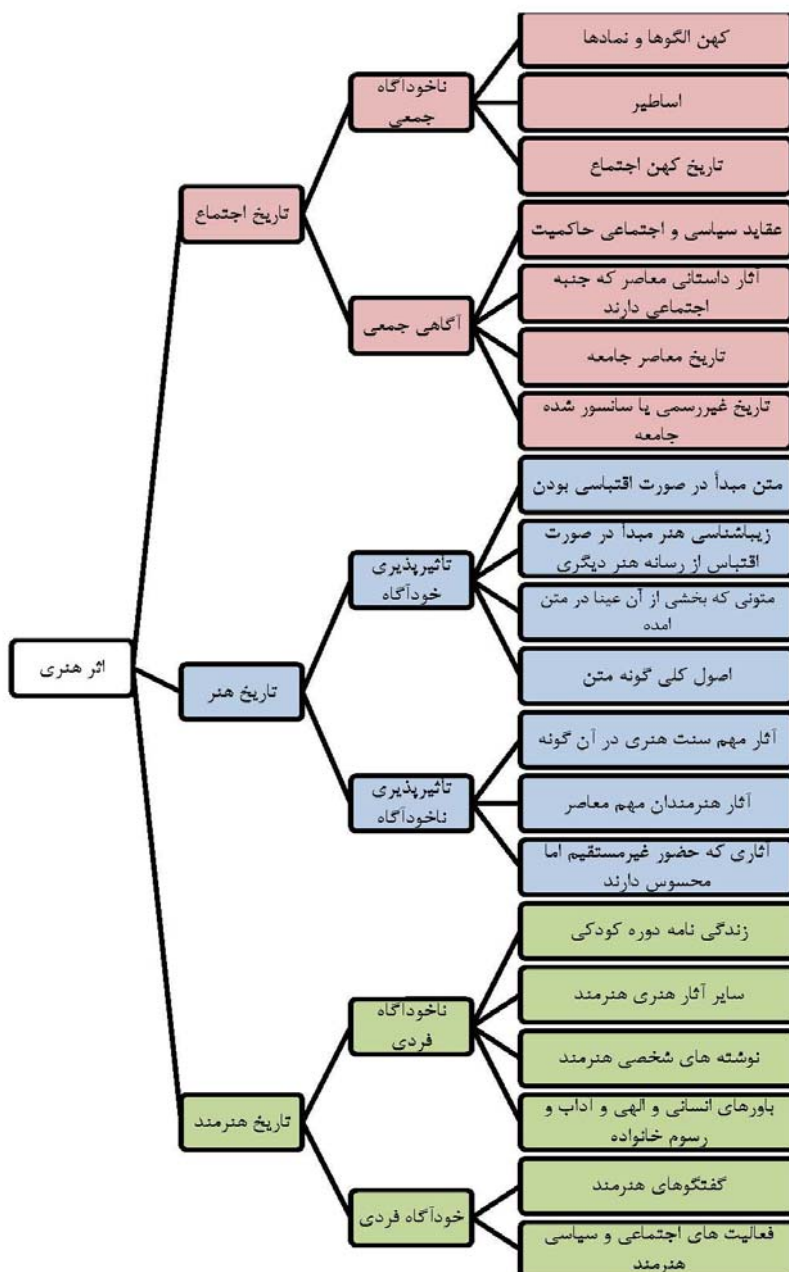 کهن الگوها و نمادها
ناخودآگاه
جمعی
اساطیر
تاریخ کهن اجتماع
تاریخ اجتماع
عقاید سیاسی و اجتماعی حاکمیت
آثار داستانی معاصر که جنبه
اجتماعی دارند
آگاهی جمعی
تاریخ معاصر جامعه
تاریخ غیررسمی یا سانسور شده
جامعه
متن مبدأ در صورت اقتباسی بودن
زیباشناسی هنر مبدأ در صورت
اقتباس از رسانه هنر دیگری
تأثیرپذیری
خودآگاه
متونی که بخشی از آن عینا در متن
امده
اصول کلی گونه متن
اثر هنری
تاریخ هنر
آثار مهم سنت هنری در آن گونه
تأثیرپذیری
ناخودآگاه
آثار هنرمندان مهم معاصر
آثاری که حضور غیرمستقیم اما
محسوس دارند
زندگی نامه دوره کودکی
سایر آثار هنری هنرمند
ناخودآگاه
فردی
نوشته های شخصی هنرمند
باورهای انسانی و الهی و اداب و
رسوم خانواده
تاریخ هنرمند
گفتگوهای هنرمند
خودآگاه فردی
فعالیت های اجتماعی و سیاسی
هنرمند